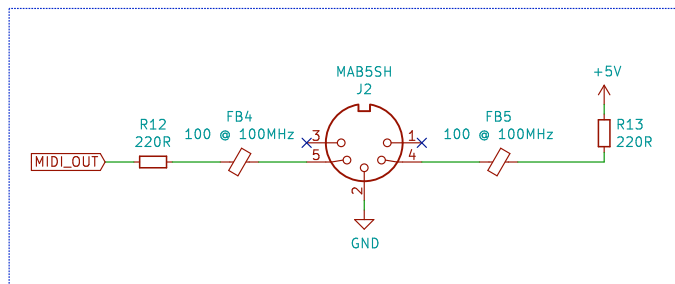 MAB5SH
J2
+5V
R12
220R
FB4
100 @ 100MHz
FB5
100 @ 100MHz
R13
220R
MIDI_OUT
3
5
1
4
2
GND